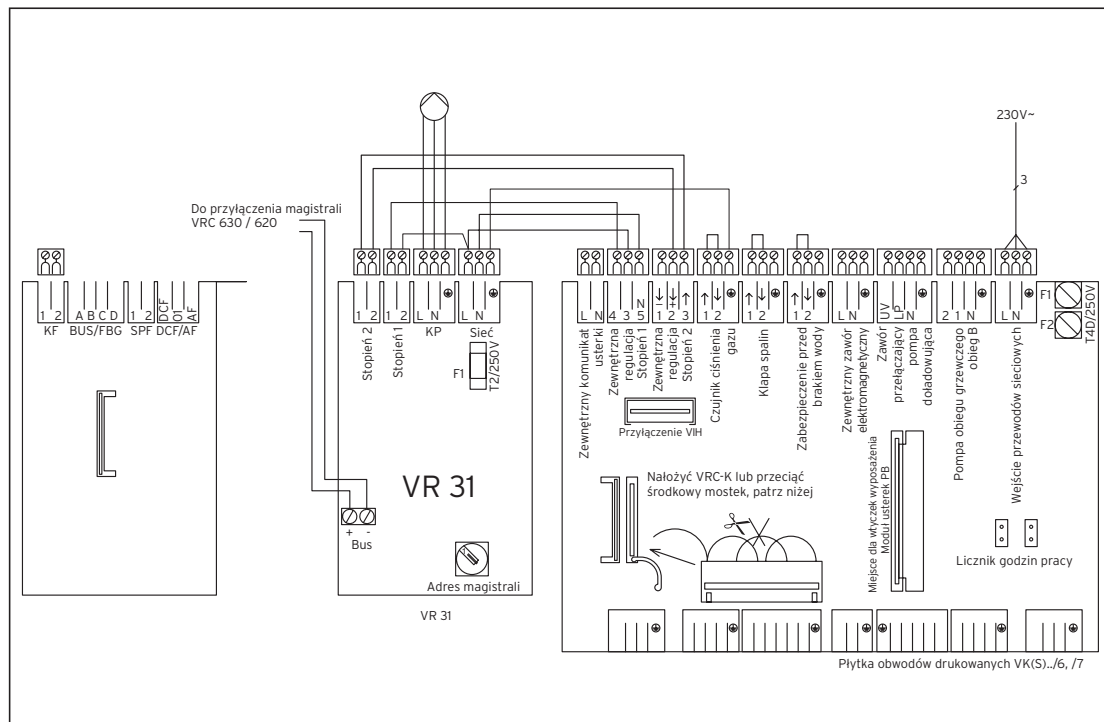 230V~
3
Do przyłączenia magistrali
VRC 630 / 620
1 2
KF
A B C D
BUS/FBG
1 2
SPF
DCF
O1
AF
DCF/AF
2 1
Stopień 2
2 1
Stopień 1
L N
KP
L N
Sieć
F1
T2/250V
VR 31
+ -
Bus
Adres magistrali
VR 31
L N
Zewnętrzny komunikat
usterki
4 3 5
N
Zewnętrzna
regulacja
Stopień 1
1 2 3
- +
Zewnętrzna
regulacja
Stopień 2
1 2
Czujnik ciśnienia
gazu
1 2
Klapa spalin
1 2
Zabezpieczenie przed
brakiem wody
L N
Zewnętrzny zawór
elektromagnetyczny
UV
LP
N
Zawór
przełączający
pompa
doładowująca
2 1 N
Pompa obiegu grzewczego
obieg B
L N
Wejście przewodów sieciowych
F1
F2
T4D/250V
Przyłączenie VIH
Nałożyć VRC-K lub przeciąć
środkowy mostek, patrz niżej
Miejsce dla wtyczek wyposażenia
Moduł usterek PB
Licznik godzin pracy
Płytka obwodów drukowanych VK(S)../6, /7